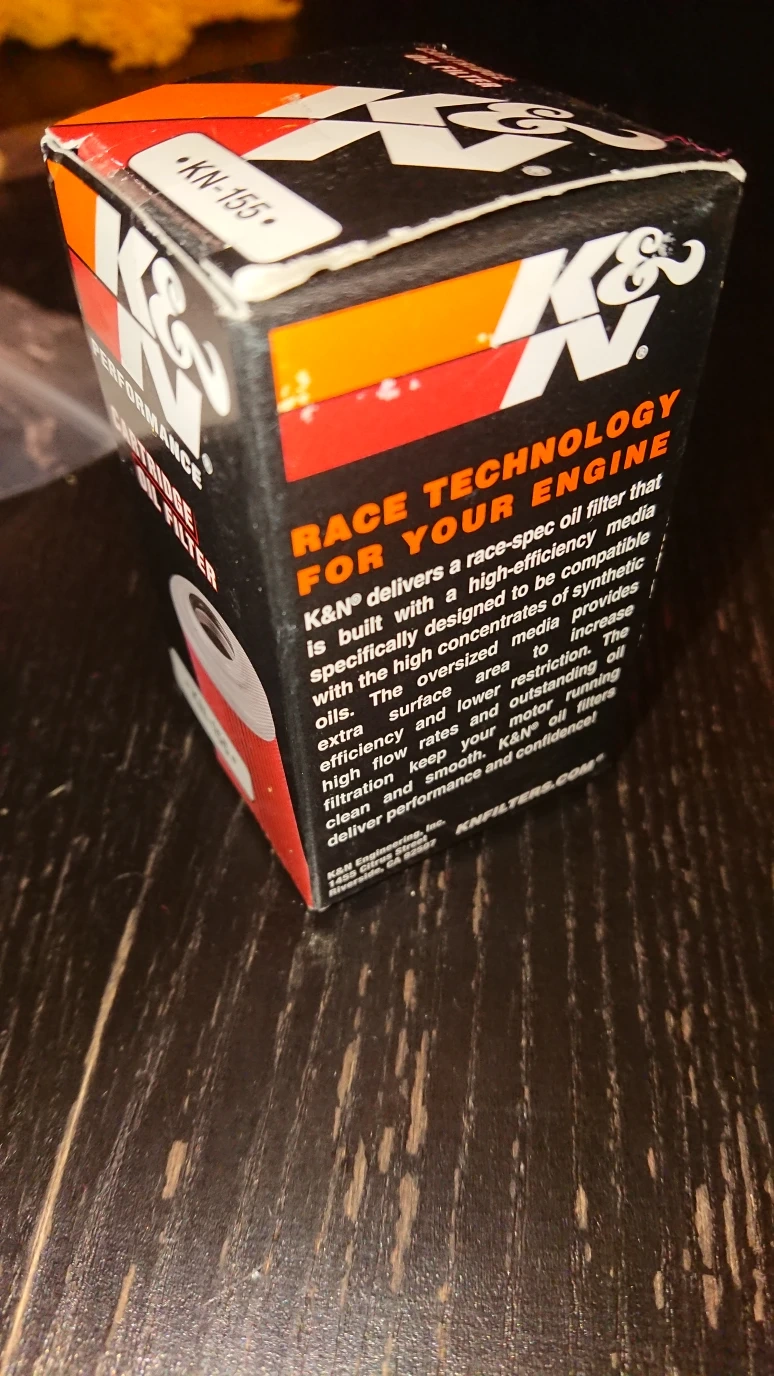 OIL FILTER
K&N®
•KN-155•
K&N®
PERFORMANCE
CARTRIDGE
OIL FILTER
K&N®
RACE TECHNOLOGY
FOR YOUR ENGINE
K&N® delivers a race-spec oil filter that
is built with a high-efficiency media
specifically designed to be compatible
with the high concentrates of synthetic
oils. The oversized media provides
extra surface area to increase
efficiency and lower restriction. The
high flow rates and outstanding oil
filtration keep your motor running
clean and smooth. K&N® oil filters
deliver performance and confidence!
K&N Engineering, Inc.
1455 Citrus Street
Riverside, CA 92507
KNFILTERS.COM®